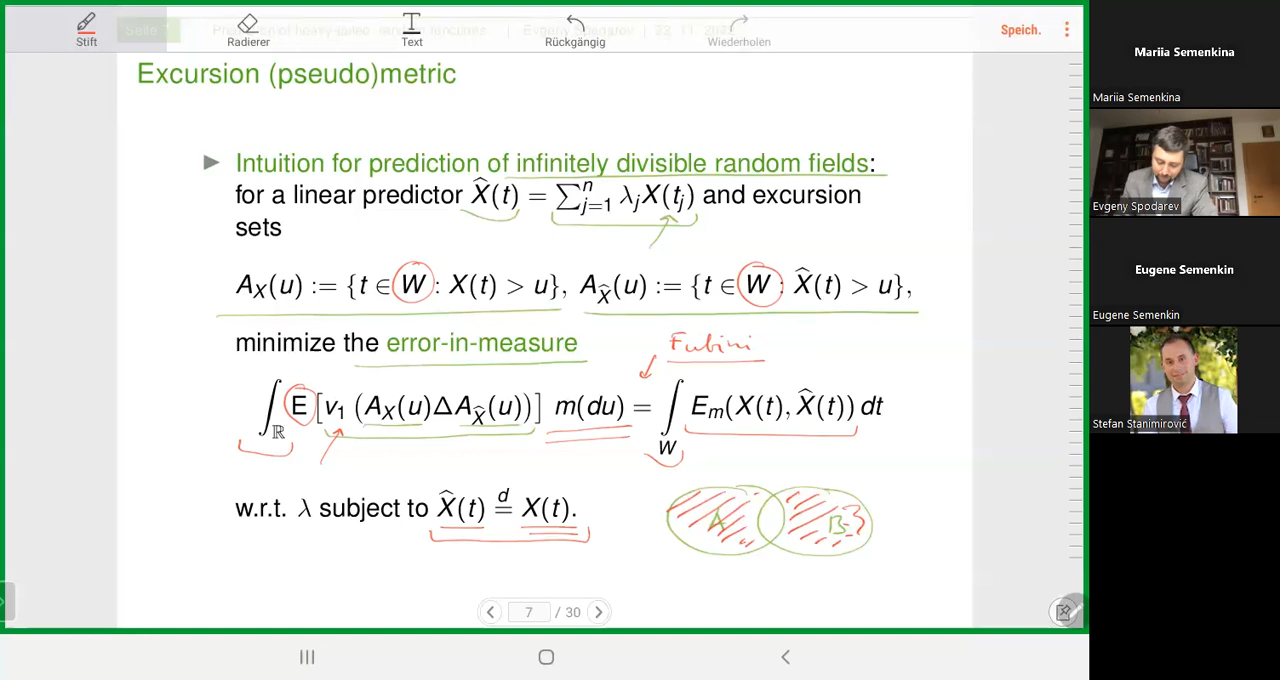 Stift
Radierer
Text
Rückgängig
Wiederholen
Speich.
Excursion (pseudo)metric
Intuition for prediction of infinitely divisible random fields:
for a linear predictor X̂(t) = ∑ⁿⱼ₌₁ λⱼX(tⱼ) and excursion
sets
A_X(u) := {t ∈ W : X(t) > u}, A_X̂(u) := {t ∈ W : X̂(t) > u},
minimize the error-in-measure
Fubini
∫_ℝ E[ν₁(A_X(u)ΔA_X̂(u))] m(du) = ∫_W E_m(X(t), X̂(t)) dt
w.r.t. λ subject to X̂(t) =ᵈ X(t).
A B
7 / 30
Mariia Semenkina
Mariia Semenkina
Evgeny Spodarev
Eugene Semenkin
Eugene Semenkin
Stefan Stanimirović